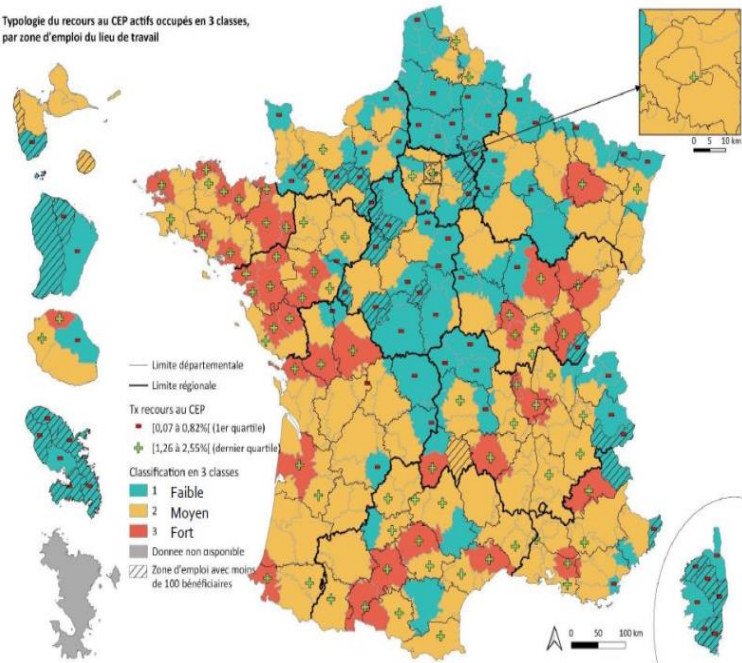 Typologie du recours au CEP actifs occupés en 3 classes,
par zone d'emploi du lieu de travail
0 5 10 km
Limite départementale
Limite régionale
Tx recours au CEP
[0,07 à 0,82%[ (1er quartile)
[1,26 à 2,55%[ (dernier quartile)
Classification en 3 classes
1 Faible
2 Moyen
3 Fort
Donnee non disponible
Zone d'emploi avec moins
de 100 bénéficiaires
0 50 100 km